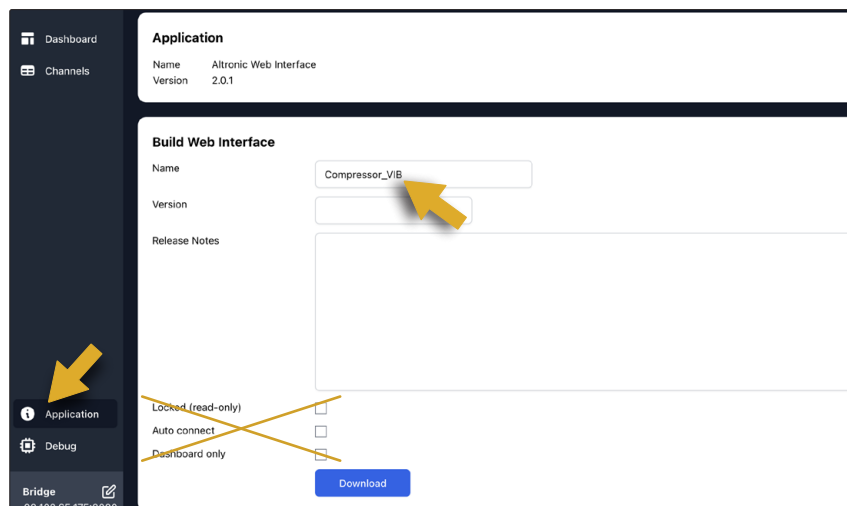 Dashboard
Channels
Application
Name Altronic Web Interface
Version 2.0.1
Build Web Interface
Name Compressor_VIB
Version
Release Notes
Locked (read-only)
Auto connect
Dashboard only
Download
Application
Debug
Bridge